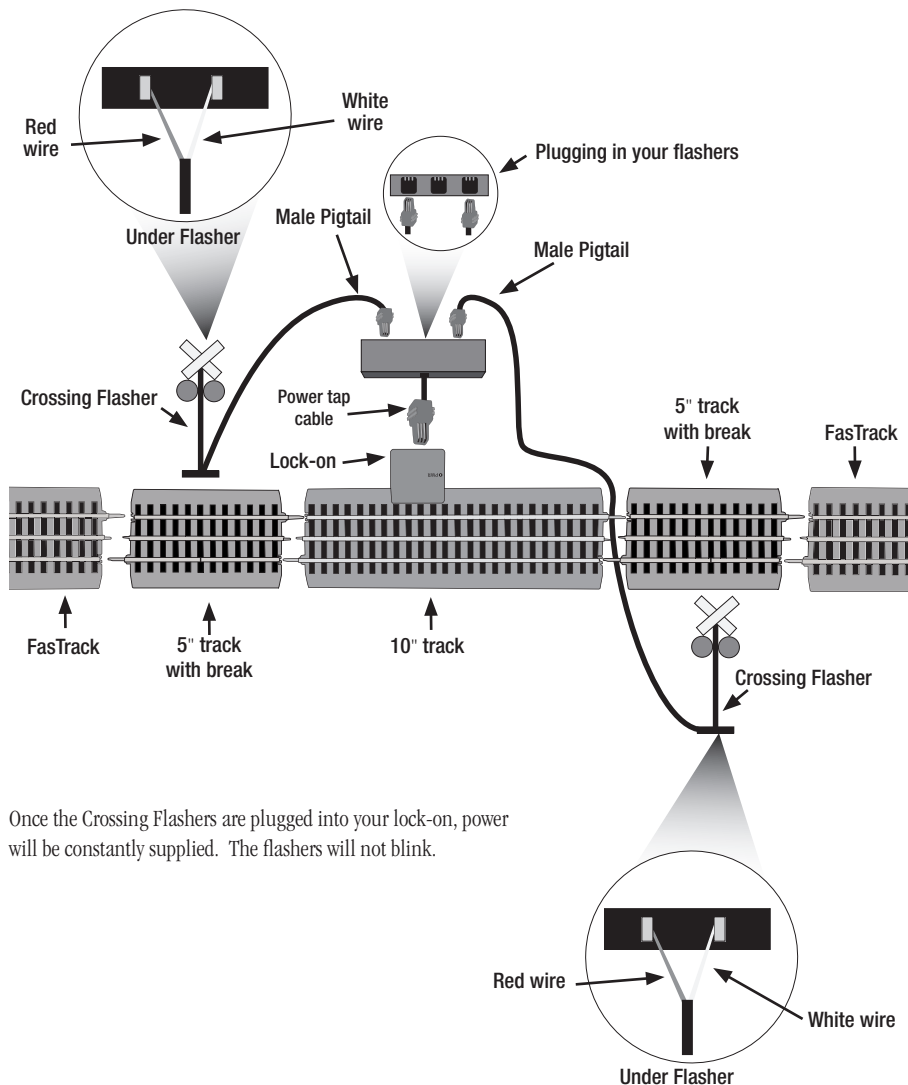 Red
wire
White
wire
Under Flasher
Plugging in your flashers
Male Pigtail
Male Pigtail
Crossing Flasher
Power tap
cable
Lock-on
5" track
with break
FasTrack
FasTrack
5" track
with break
10" track
Crossing Flasher
Once the Crossing Flashers are plugged into your lock-on, power
will be constantly supplied. The flashers will not blink.
Red wire
White wire
Under Flasher